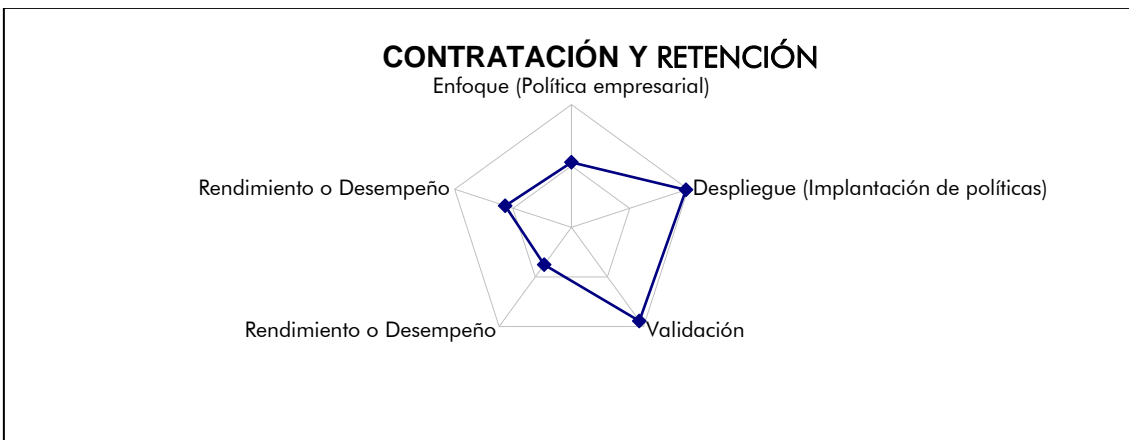 CONTRATACIÓN Y RETENCIÓN
Enfoque (Política empresarial)
Rendimiento o Desempeño
Despliegue (Implantación de políticas)
Rendimiento o Desempeño
Validación